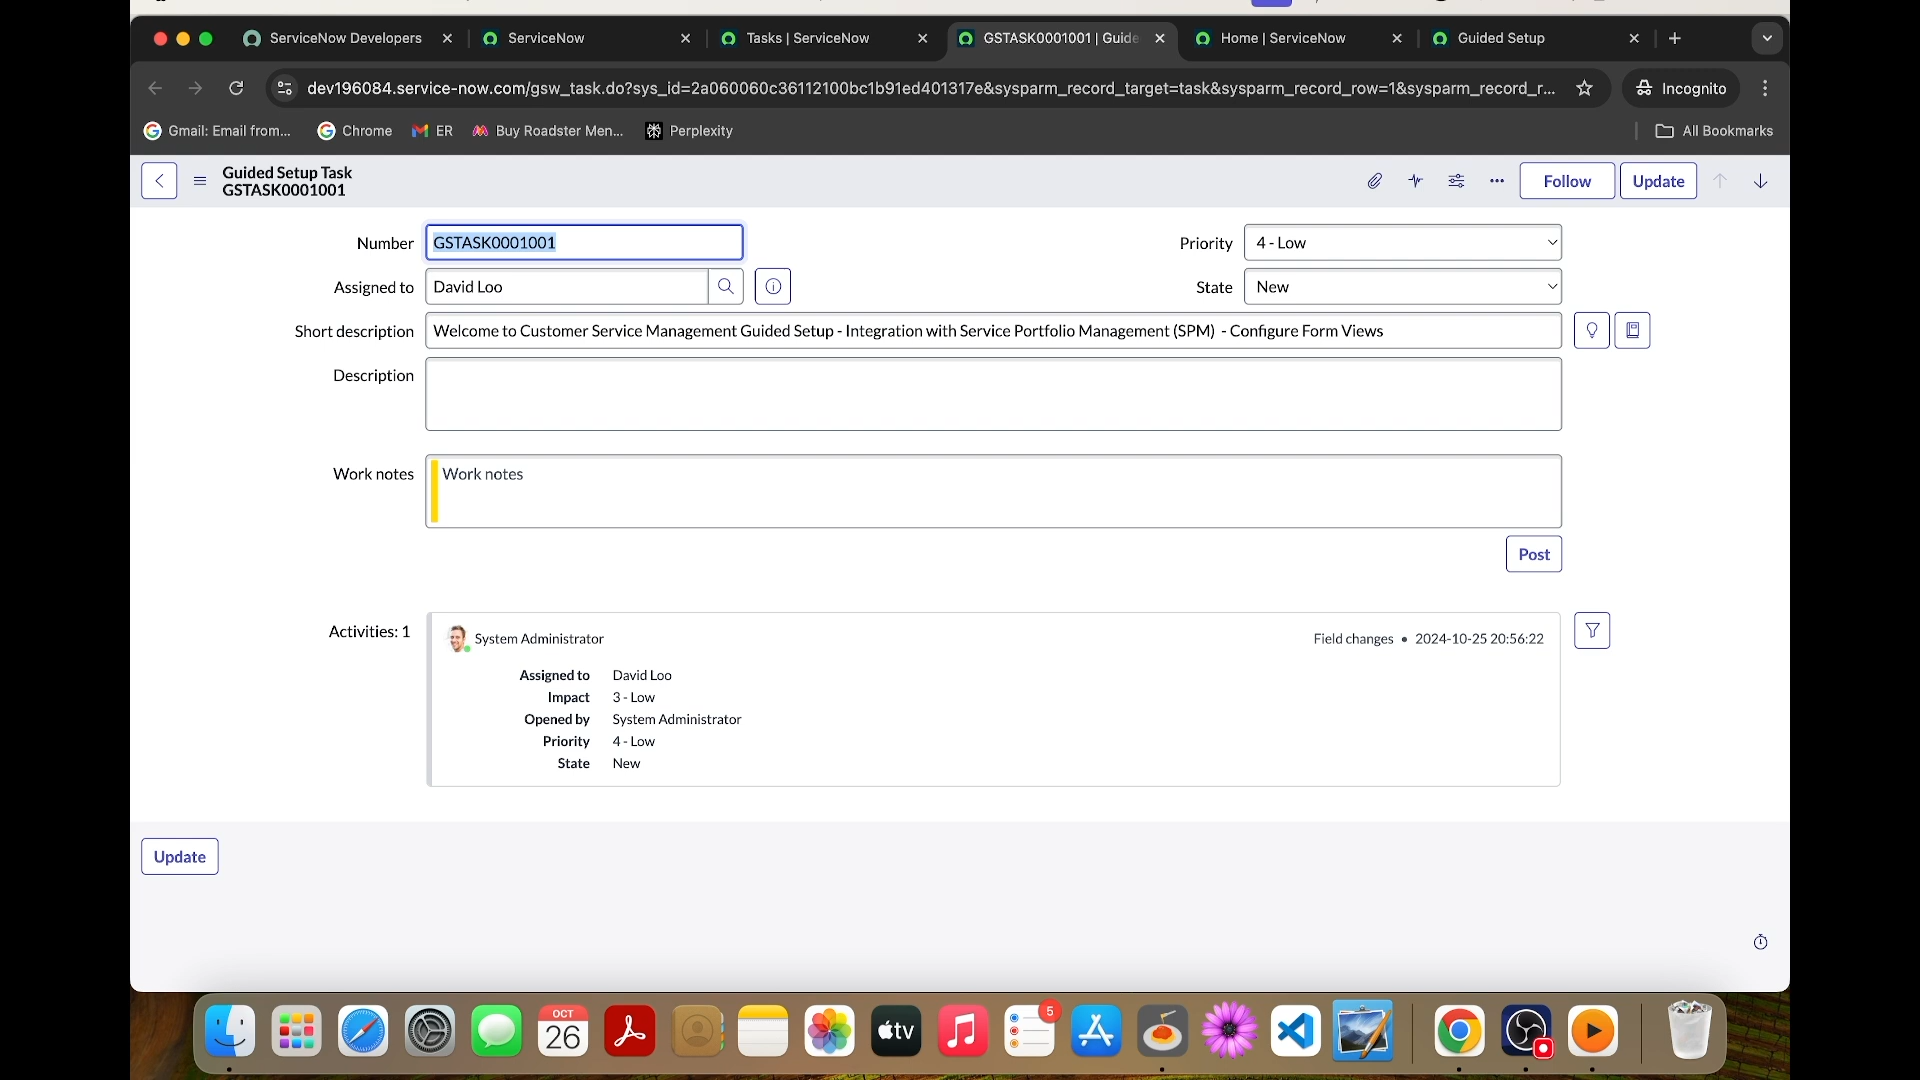 ServiceNow Developers
ServiceNow
Tasks | ServiceNow
GSTASK0001001 | Guide
Home | ServiceNow
Guided Setup
dev196084.service-now.com/gsw_task.do?sys_id=2a060060c36112100bc1b91ed401317e&sysparm_record_target=task&sysparm_record_row=1&sysparm_record_r...
Incognito
Gmail: Email from...
Chrome
ER
Buy Roadster Men...
Perplexity
All Bookmarks
Guided Setup Task
GSTASK0001001
Follow
Update
Number
GSTASK0001001
Priority
4 - Low
Assigned to
David Loo
State
New
Short description
Welcome to Customer Service Management Guided Setup - Integration with Service Portfolio Management (SPM)  - Configure Form Views
Description
Work notes
Work notes
Post
Activities: 1
System Administrator
Field changes • 2024-10-25 20:56:22
Assigned to David Loo
Impact 3 - Low
Opened by System Administrator
Priority 4 - Low
State New
Update
OCT
26
tv
5